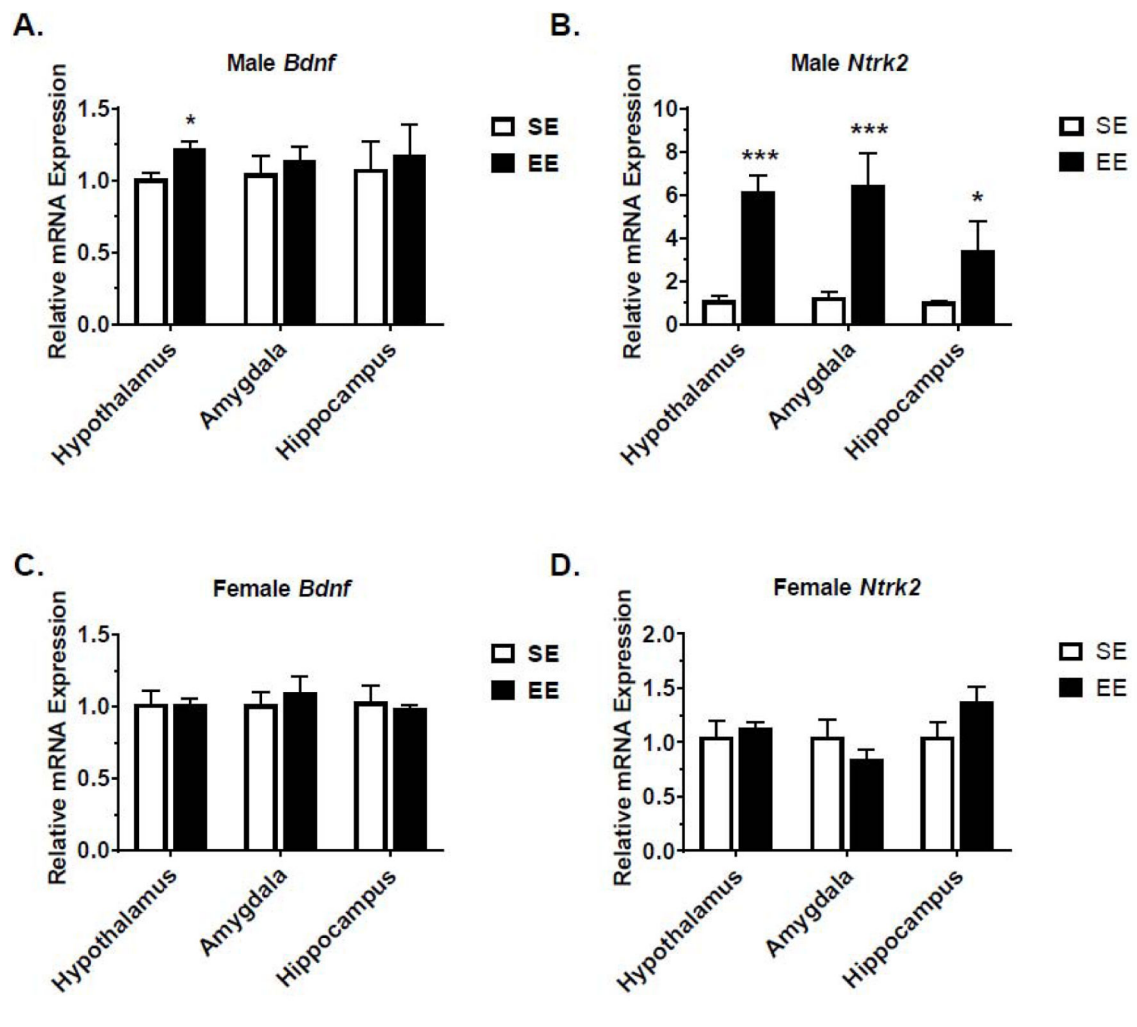 A.
Male Bdnf
Relative mRNA Expression
1.5
1.0
0.5
0.0
*
SE
EE
Hypothalamus
Amygdala
Hippocampus
B.
Male Ntrk2
Relative mRNA Expression
10
8
6
4
2
0
***
***
*
SE
EE
Hypothalamus
Amygdala
Hippocampus
C.
Female Bdnf
Relative mRNA Expression
1.5
1.0
0.5
0.0
SE
EE
Hypothalamus
Amygdala
Hippocampus
D.
Female Ntrk2
Relative mRNA Expression
2.0
1.5
1.0
0.5
0.0
SE
EE
Hypothalamus
Amygdala
Hippocampus